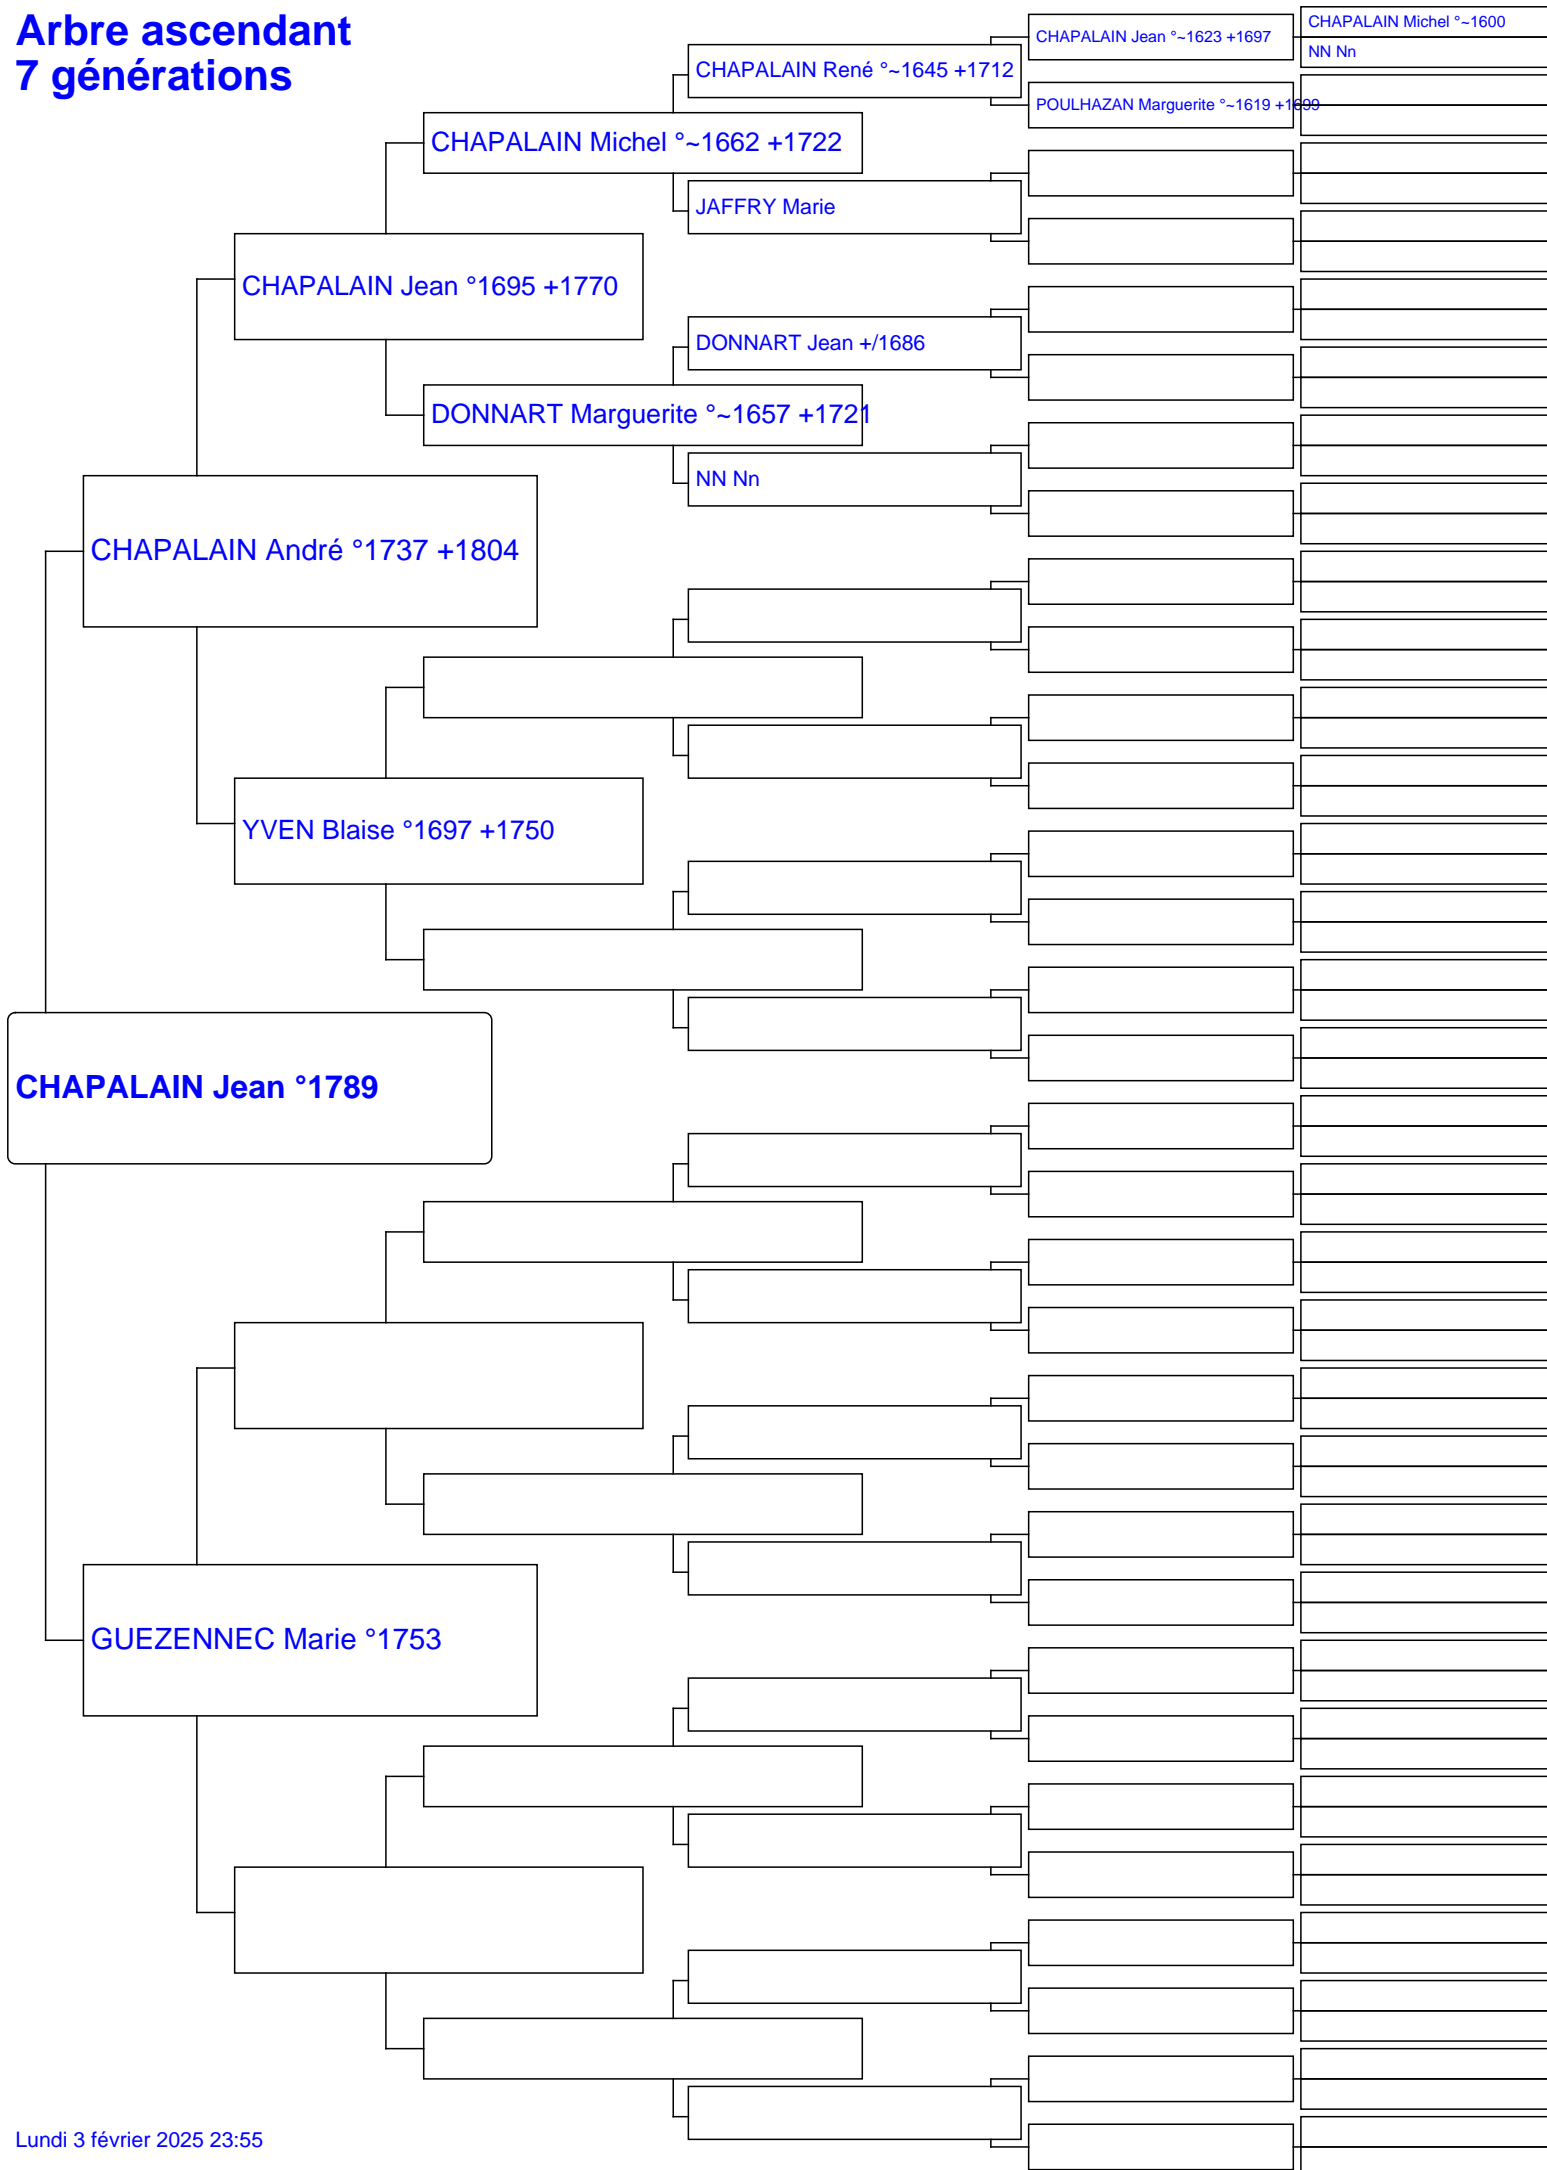 Arbre ascendant
7 générations
CHAPALAIN Michel °~1600
NN Nn
CHAPALAIN Jean °~1623 +1697
CHAPALAIN René °~1645 +1712
POULHAZAN Marguerite °~1619 +1699
CHAPALAIN Michel °~1662 +1722
JAFFRY Marie
CHAPALAIN Jean °1695 +1770
DONNART Jean +/1686
DONNART Marguerite °~1657 +1721
NN Nn
CHAPALAIN André °1737 +1804
YVEN Blaise °1697 +1750
CHAPALAIN Jean °1789
GUEZENNEC Marie °1753
Lundi 3 février 2025 23:55